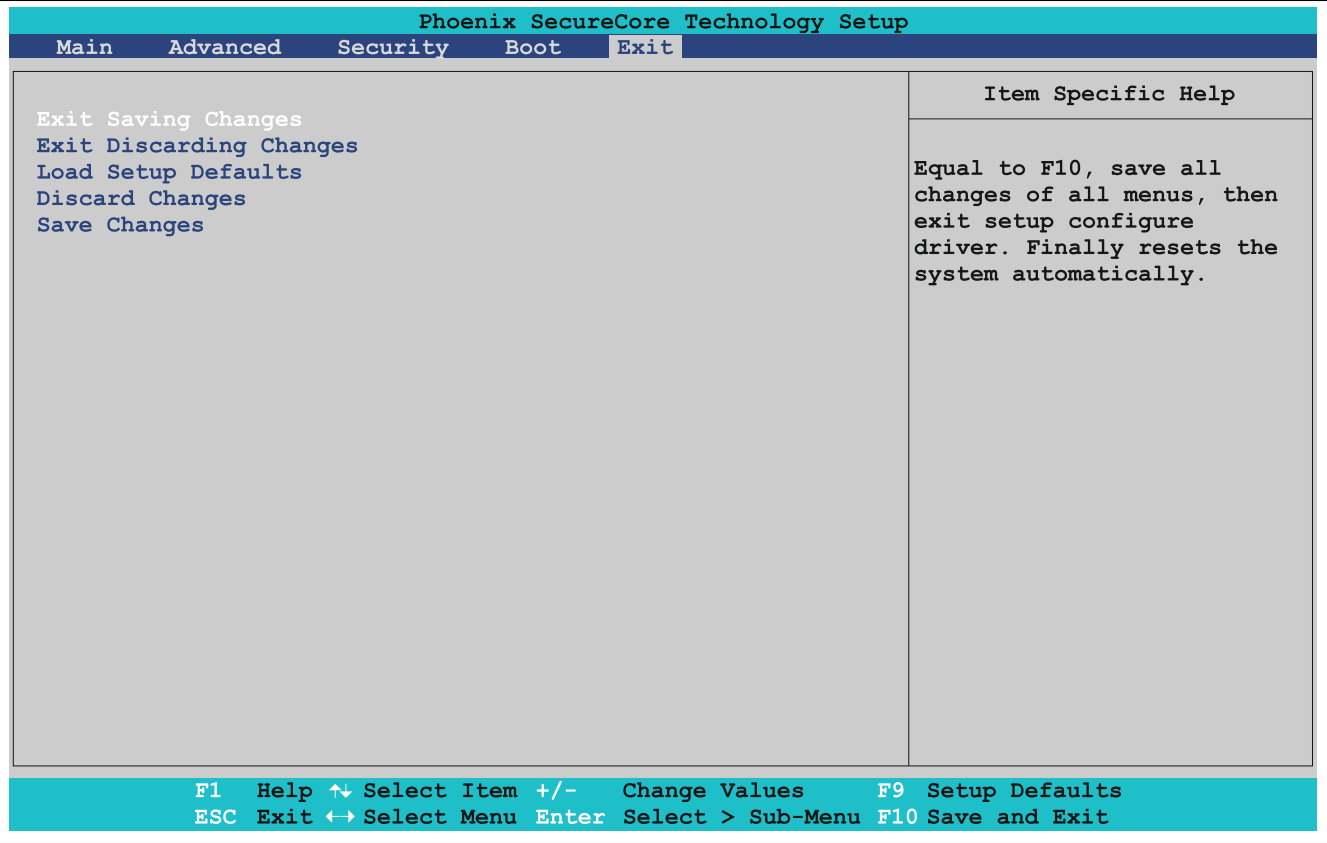 Phoenix SecureCore Technology Setup
Main Advanced Security Boot Exit
Exit Saving Changes
Exit Discarding Changes
Load Setup Defaults
Discard Changes
Save Changes
Item Specific Help
Equal to F10, save all
changes of all menus, then
exit setup configure
driver. Finally resets the
system automatically.
F1 Help ↑↓ Select Item +/- Change Values F9 Setup Defaults
ESC Exit ←→ Select Menu Enter Select > Sub-Menu F10 Save and Exit